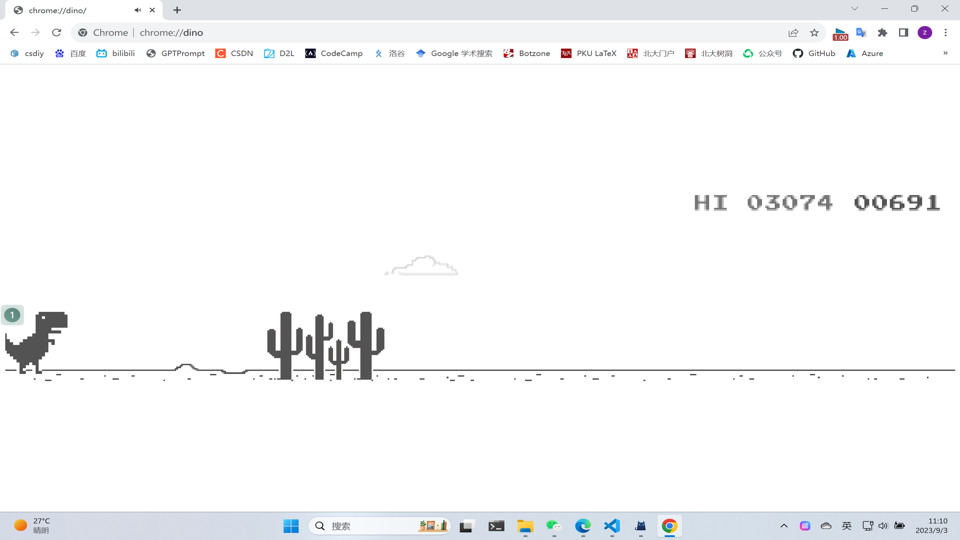 chrome://dino/
Chrome | chrome://dino
1.00
z
csdiy 百度 bilibili GPTPrompt CSDN D2L CodeCamp 洛谷 Google 学术搜索 Botzone PKU LaTeX 北大门户 北大树洞 公众号 GitHub Azure »
HI 03074 00691
1
27°C
晴朗
搜索
英
11:10
2023/9/3